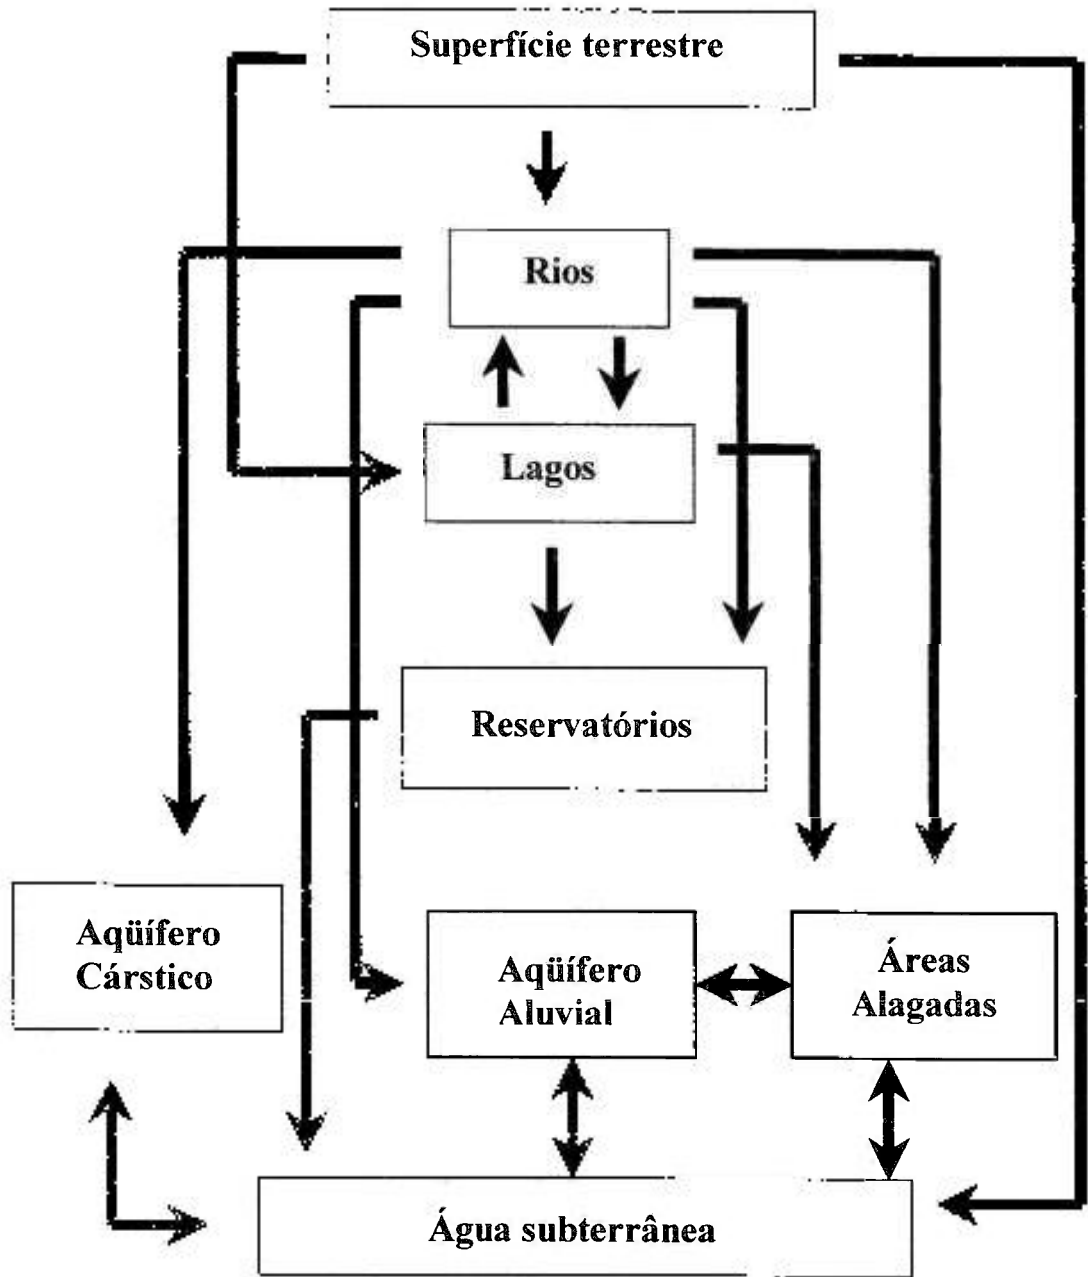 Superfície terrestre
Rios
Lagos
Reservatórios
Aqüífero
Cárstico
Aqüífero
Aluvial
Áreas
Alagadas
Água subterrânea